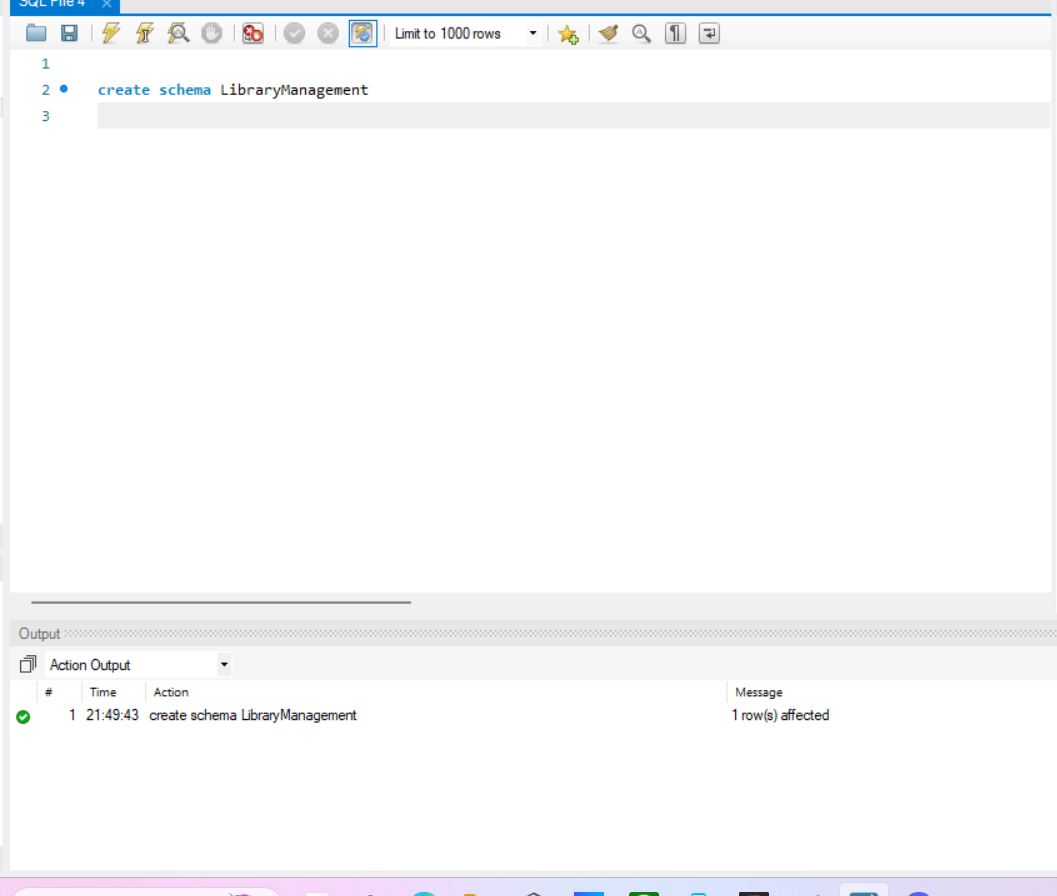 SQL File 4
Limit to 1000 rows
1
2 create schema LibraryManagement
3
Output
Action Output
# Time Action Message
1 21:49:43 create schema LibraryManagement 1 row(s) affected